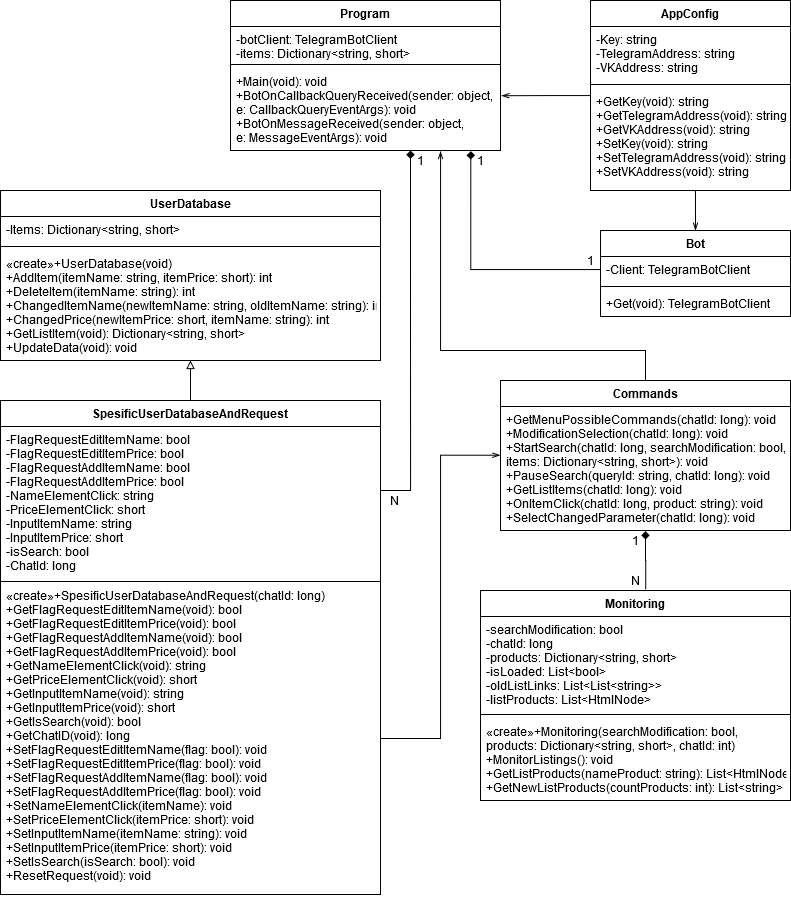 Program
-botClient: TelegramBotClient
-items: Dictionary<string, short>
+Main(void): void
+BotOnCallbackQueryReceived(sender: object,
e: CallbackQueryEventArgs): void
+BotOnMessageReceived(sender: object,
e: MessageEventArgs): void
AppConfig
-Key: string
-TelegramAddress: string
-VKAddress: string
+GetKey(void): string
+GetTelegramAddress(void): string
+GetVKAddress(void): string
+SetKey(void): string
+SetTelegramAddress(void): string
+SetVKAddress(void): string
1
1
UserDatabase
-Items: Dictionary<string, short>
«create»+UserDatabase(void)
+AddItem(itemName: string, itemPrice: short): int
+DeleteItem(itemName: string): int
+ChangedItemName(newItemName: string, oldItemName: string): i
+ChangedPrice(newItemPrice: short, itemName: string): int
+GetListItem(void): Dictionary<string, short>
+UpdateData(void): void
Bot
-Client: TelegramBotClient
+Get(void): TelegramBotClient
1
SpesificUserDatabaseAndRequest
-FlagRequestEditItemName: bool
-FlagRequestEditItemPrice: bool
-FlagRequestAddItemName: bool
-FlagRequestAddItemPrice: bool
-NameElementClick: string
-PriceElementClick: short
-InputItemName: string
-InputItemPrice: short
-isSearch: bool
-ChatId: long
«create»+SpesificUserDatabaseAndRequest(chatId: long)
+GetFlagRequestEditItemName(void): bool
+GetFlagRequestEditItemPrice(void): bool
+GetFlagRequestAddItemName(void): bool
+GetFlagRequestAddItemPrice(void): bool
+GetNameElementClick(void): string
+GetPriceElementClick(void): short
+GetInputItemName(void): string
+GetInputItemPrice(void): short
+GetIsSearch(void): bool
+GetChatID(void): long
+SetFlagRequestEditItemName(flag: bool): void
+SetFlagRequestEditItemPrice(flag: bool): void
+SetFlagRequestAddItemName(flag: bool): void
+SetFlagRequestAddItemPrice(flag: bool): void
+SetNameElementClick(itemName): void
+SetPriceElementClick(itemPrice: short): void
+SetInputItemName(itemName: string): void
+SetInputItemPrice(itemPrice: short): void
+SetIsSearch(isSearch: bool): void
+ResetRequest(void): void
N
Commands
+GetMenuPossibleCommands(chatId: long): void
+ModificationSelection(chatId: long): void
+StartSearch(chatId: long, searchModification: bool,
items: Dictionary<string, short>): void
+PauseSearch(queryId: string, chatId: long): void
+GetListItems(chatId: long): void
+OnItemClick(chatId: long, product: string): void
+SelectChangedParameter(chatId: long): void
1
N
Monitoring
-searchModification: bool
-chatId: long
-products: Dictionary<string, short>
-isLoaded: List<bool>
-oldListLinks: List<List<string>>
-listProducts: List<HtmlNode>
«create»+Monitoring(searchModification: bool,
products: Dictionary<string, short>, chatId: int)
+MonitorListings(): void
+GetListProducts(nameProduct: string): List<HtmlNode
+GetNewListProducts(countProducts: int): List<string>